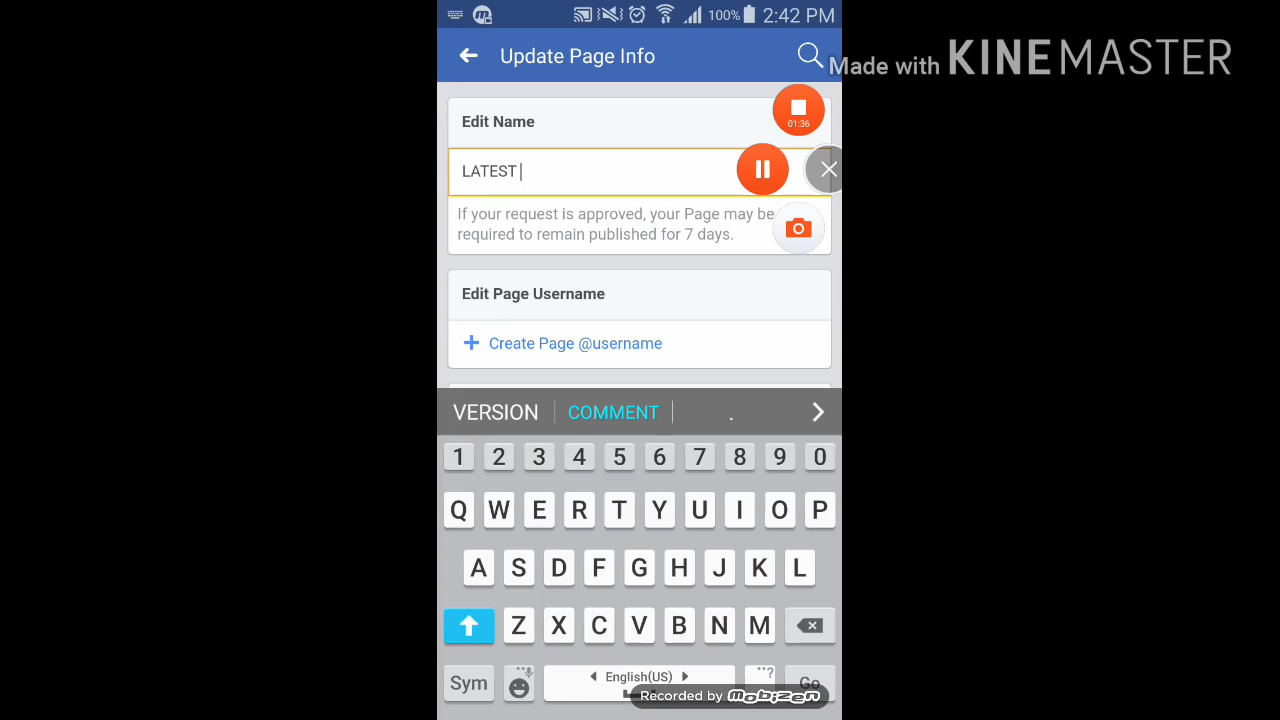 100% 2:42 PM
Update Page Info
Made with KINEMASTER
01:36
Edit Name
LATEST
If your request is approved, your Page may be
required to remain published for 7 days.
Edit Page Username
+ Create Page @username
VERSION COMMENT .
1 2 3 4 5 6 7 8 9 0
Q W E R T Y U I O P
A S D F G H J K L
Z X C V B N M
Sym English(US) ? Go
Recorded by mobizen